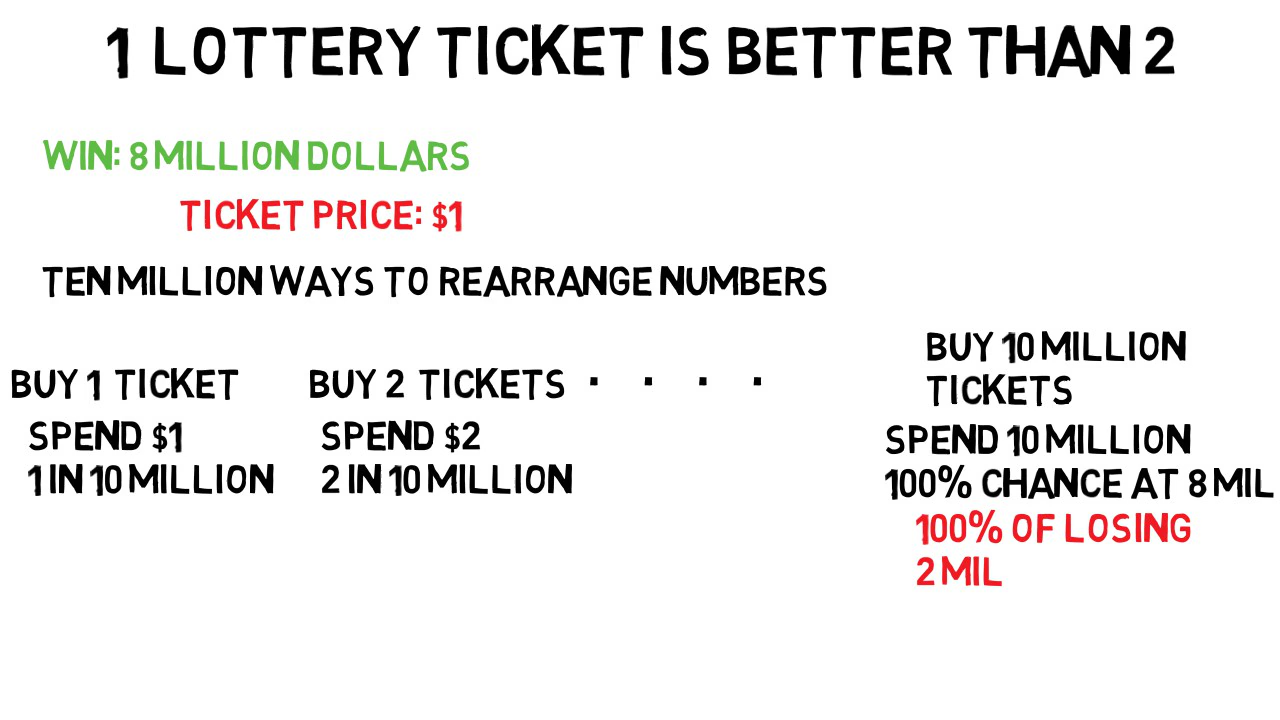 1 LOTTERY TICKET IS BETTER THAN 2
WIN: 8 MILLION DOLLARS
TICKET PRICE: $1
TEN MILLION WAYS TO REARRANGE NUMBERS
BUY 1 TICKET
SPEND $1
1 IN 10 MILLION
BUY 2 TICKETS . . . .
SPEND $2
2 IN 10 MILLION
BUY 10 MILLION
TICKETS
SPEND 10 MILLION
100% CHANCE AT 8 MIL
100% OF LOSING
2 MIL